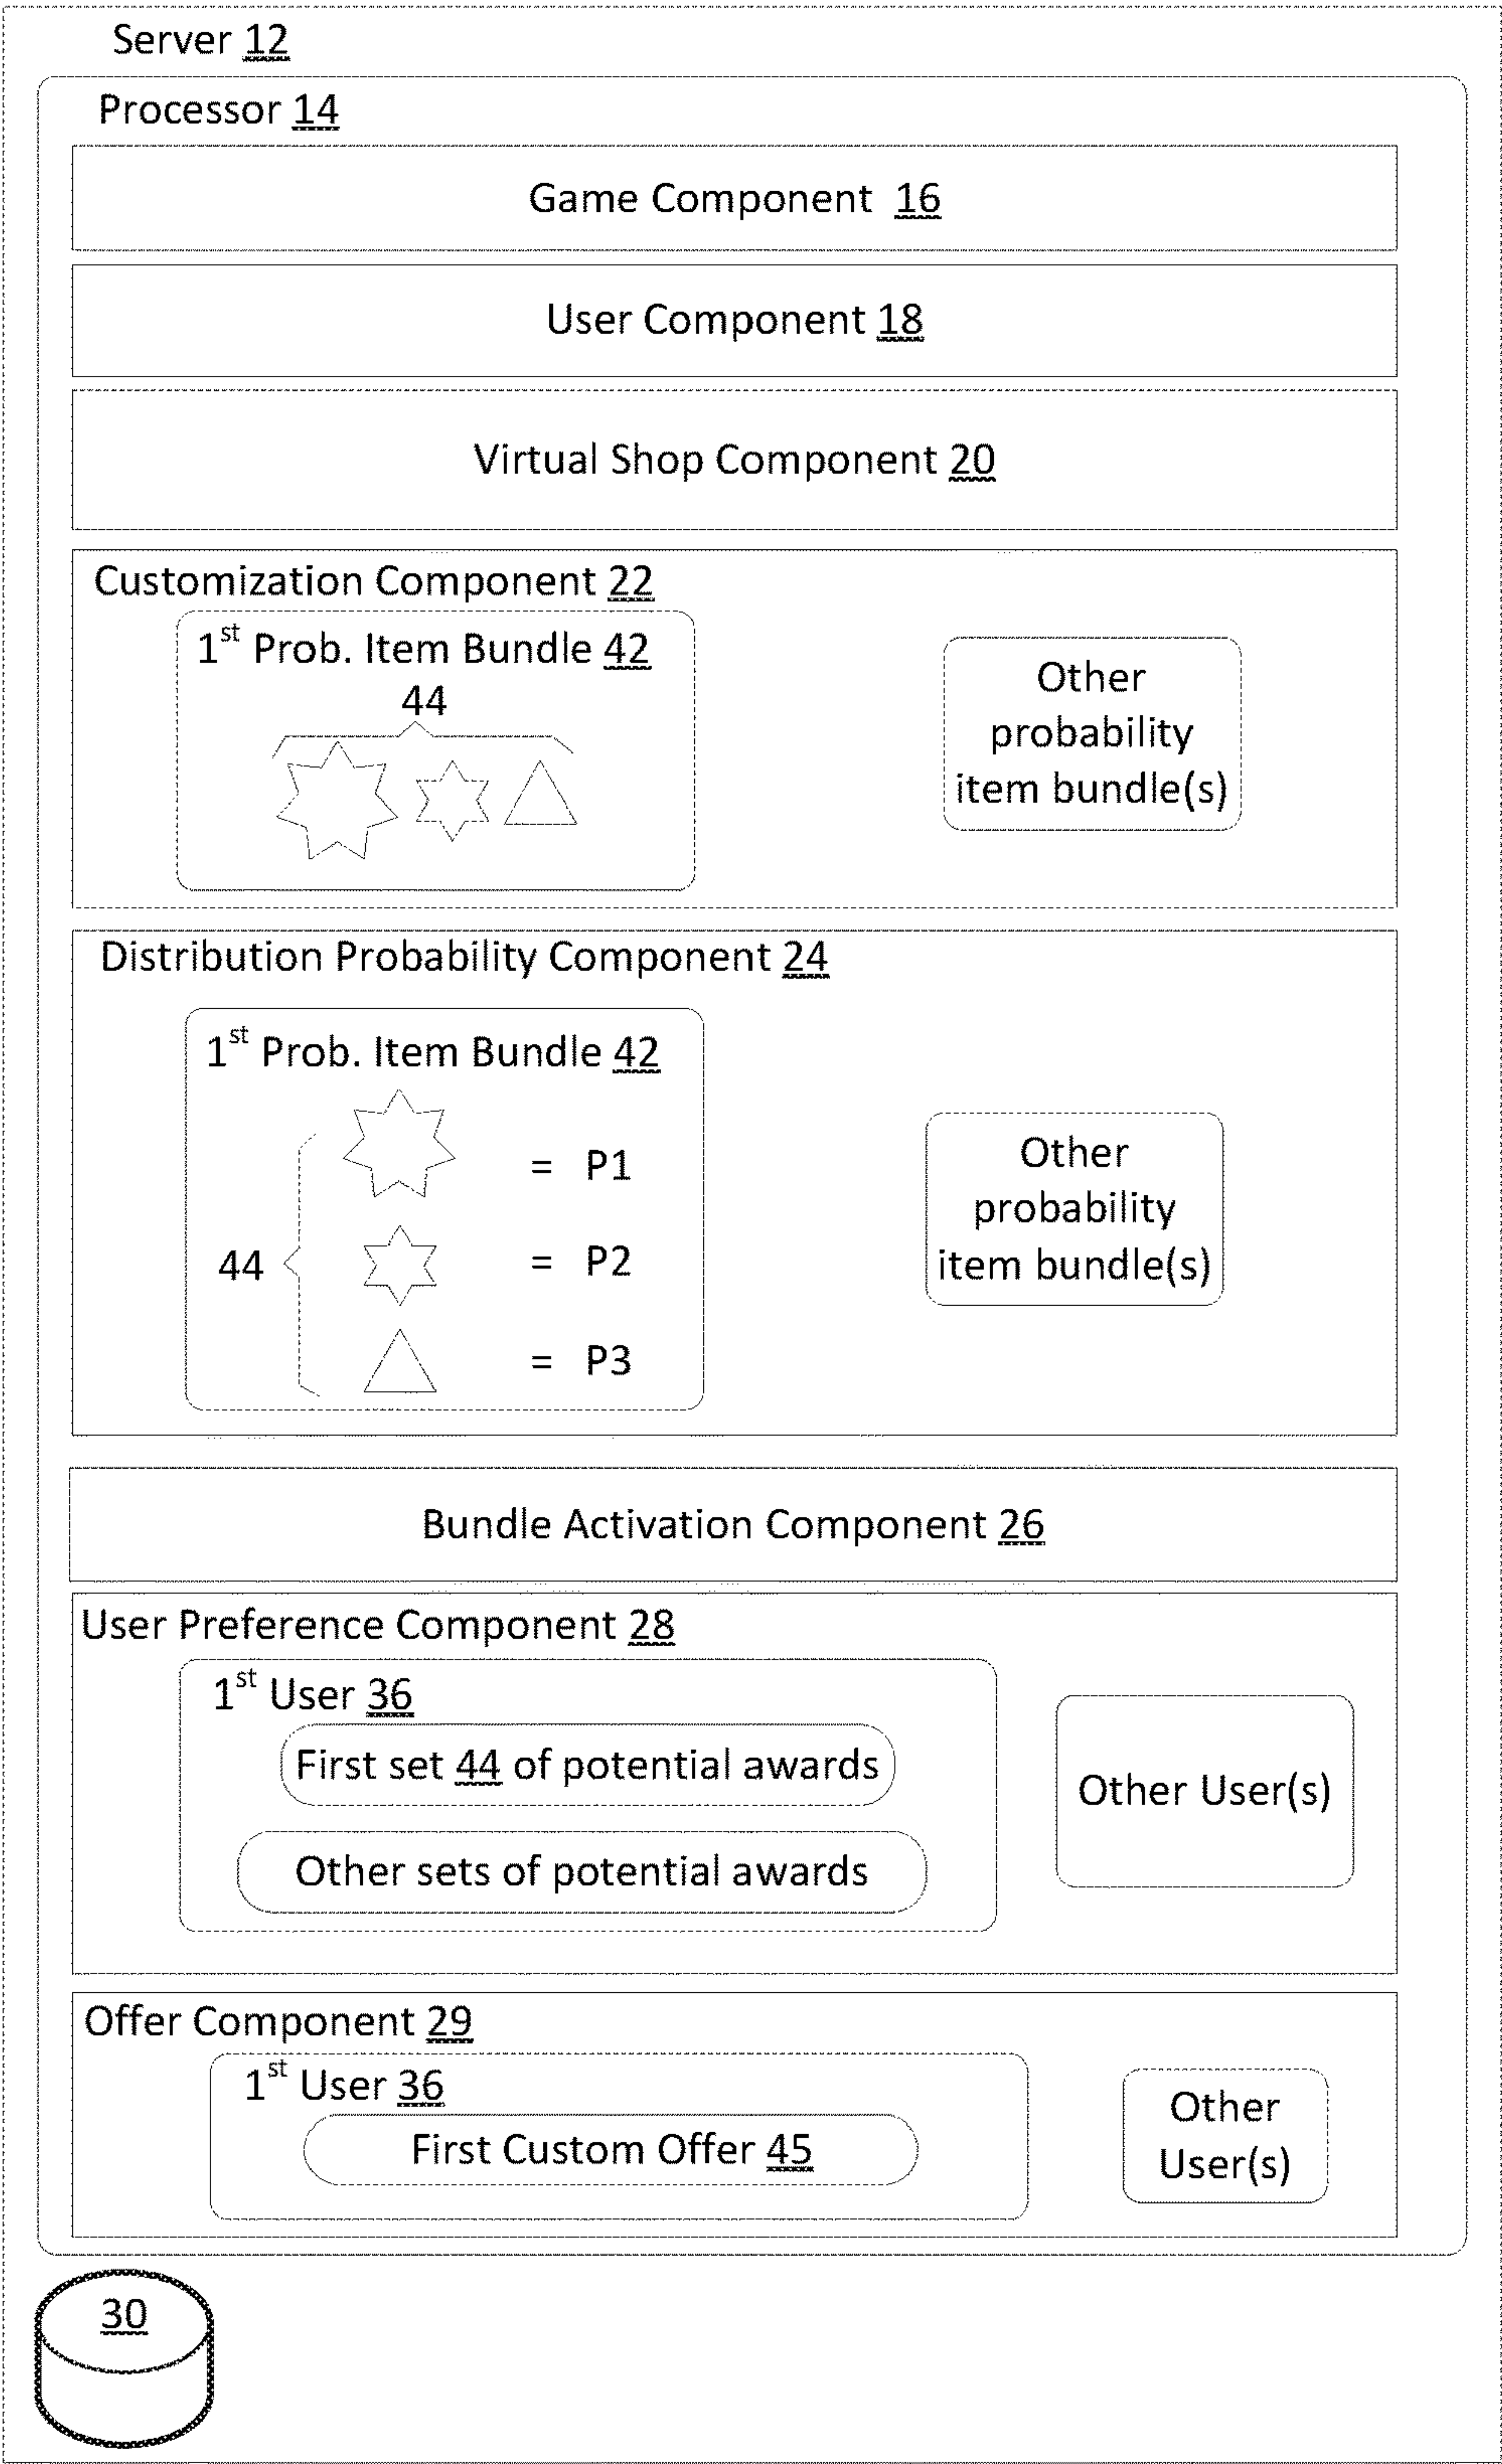 Server 12
Processor 14
Game Component 16
User Component 18
Virtual Shop Component 20
Customization Component 22
1st Prob. Item Bundle 42
44
Other
probability
item bundle(s)
Distribution Probability Component 24
1st Prob. Item Bundle 42
= P1
44
= P2
= P3
Other
probability
item bundle(s)
Bundle Activation Component 26
User Preference Component 28
1st User 36
First set 44 of potential awards
Other sets of potential awards
Other User(s)
Offer Component 29
1st User 36
First Custom Offer 45
Other
User(s)
30